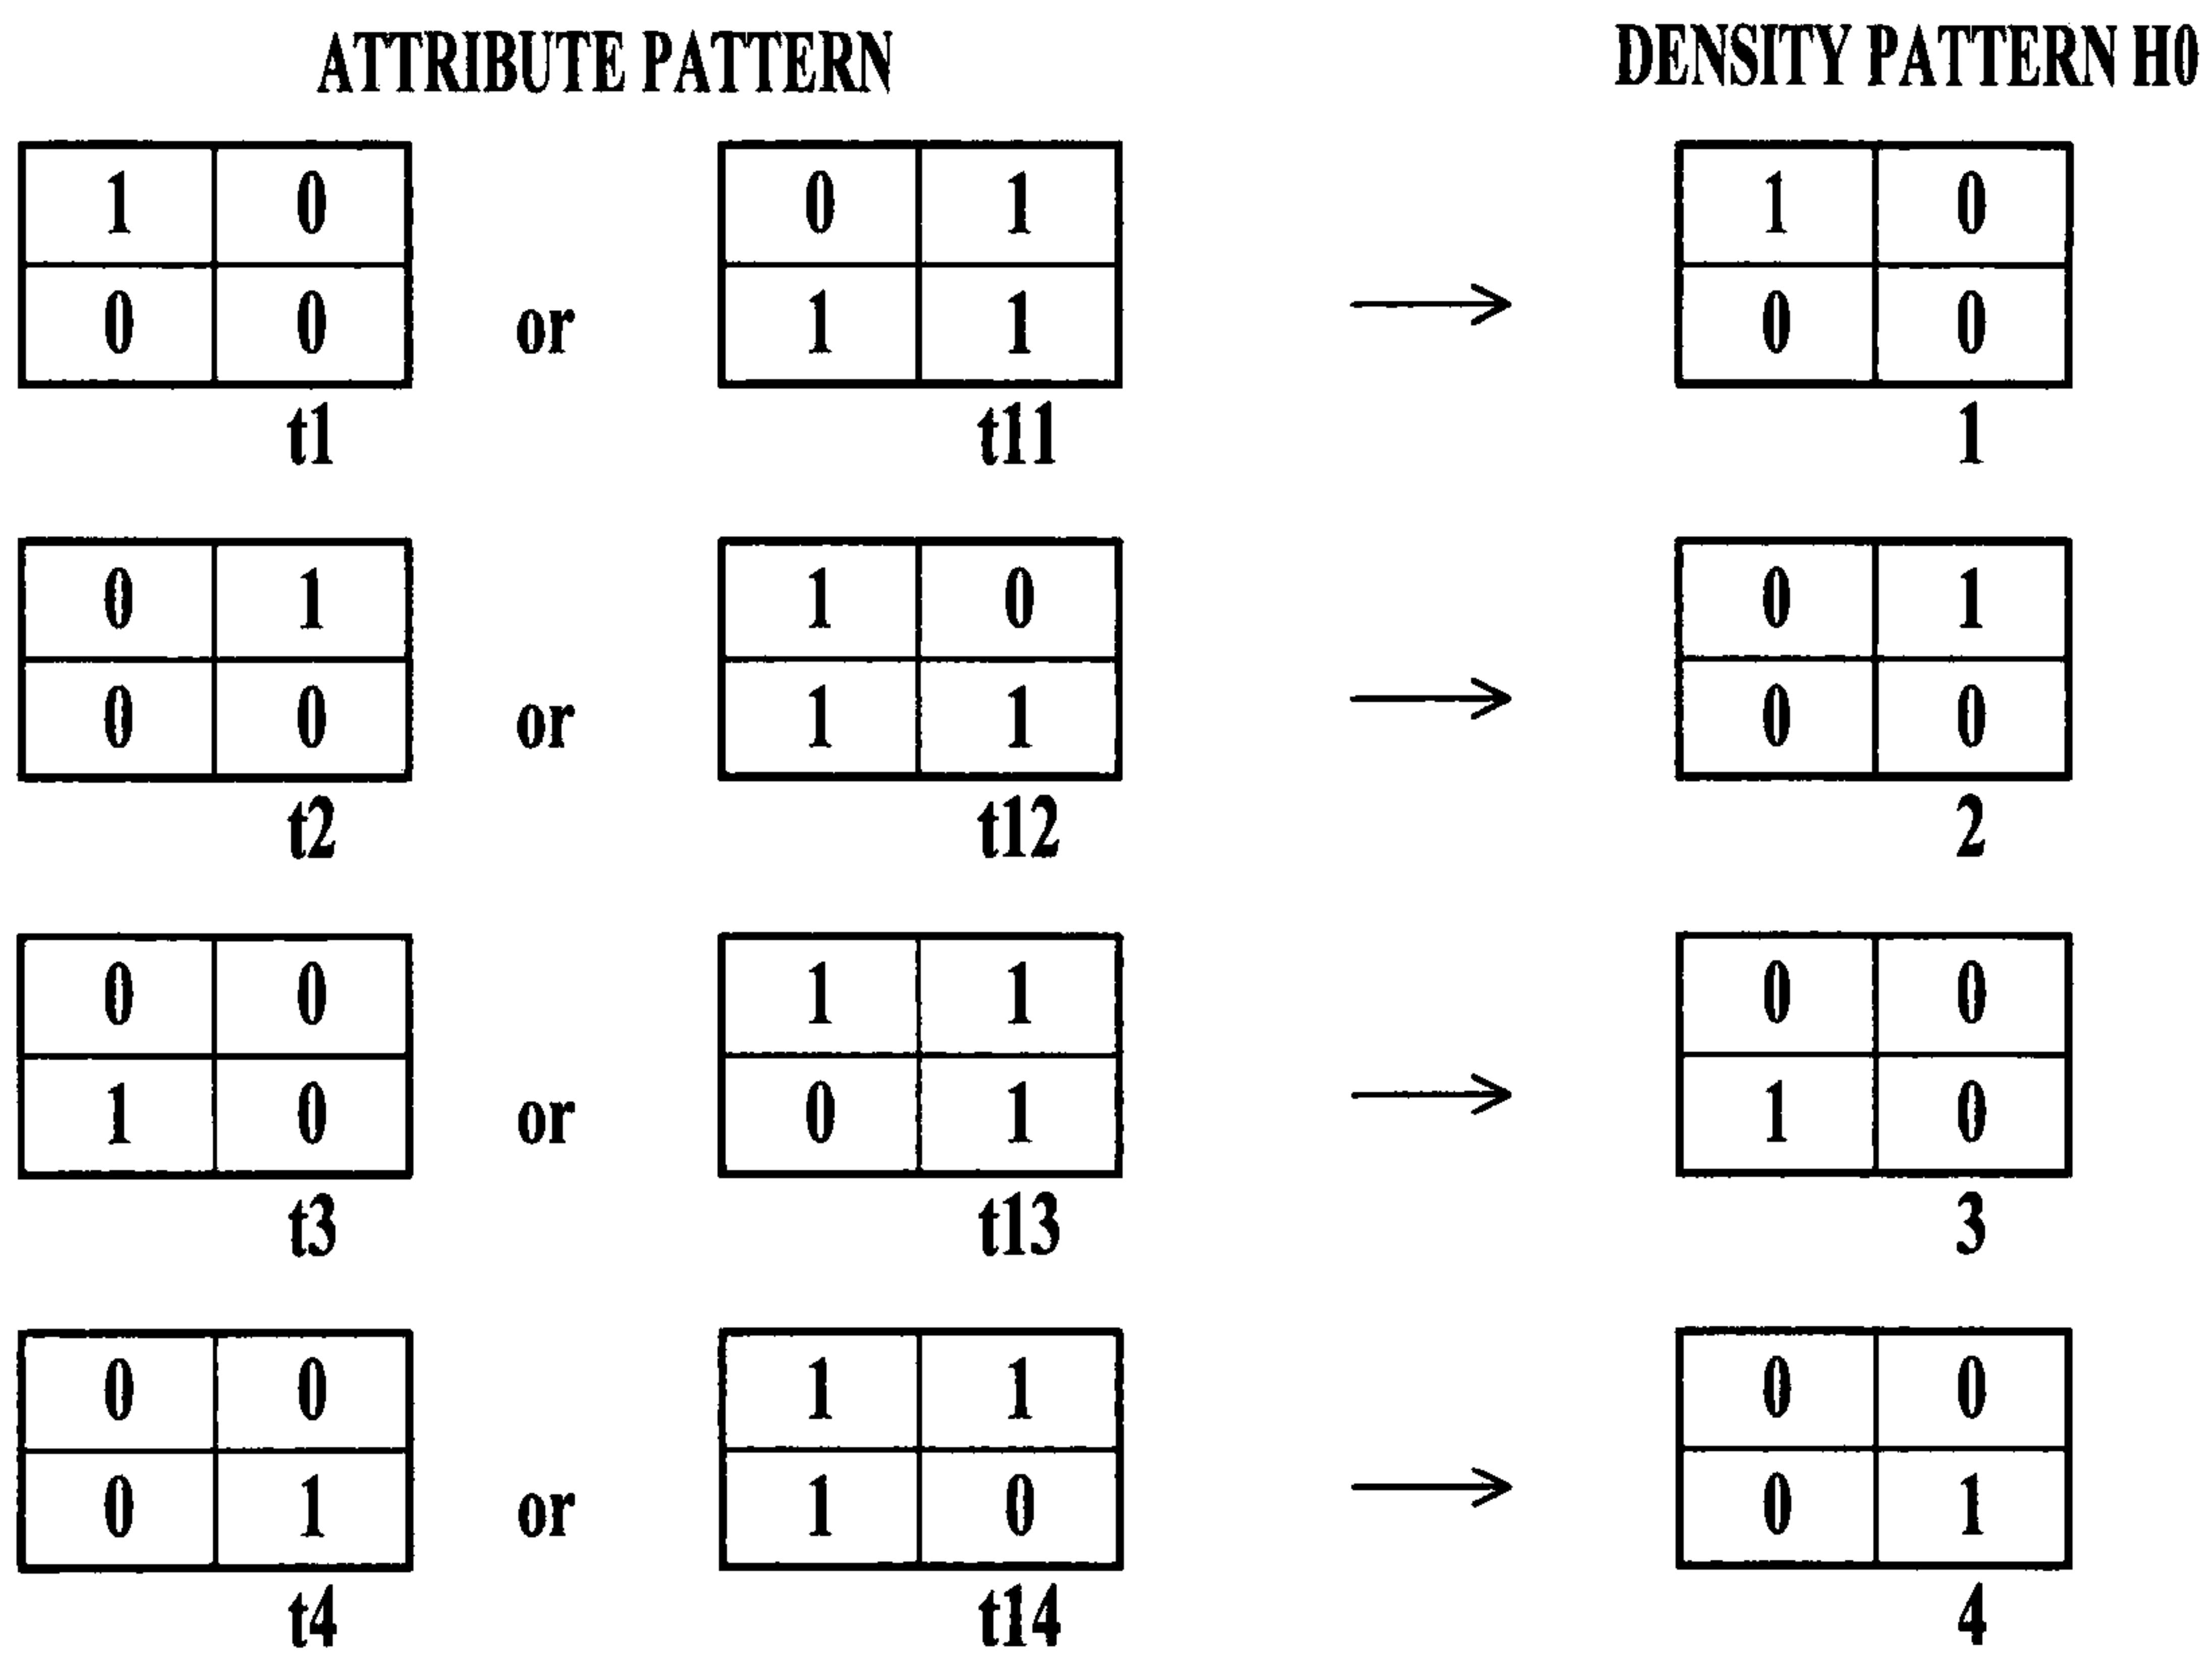 ATTRIBUTE PATTERN DENSITY PATTERN H0
1 0 0 1 1 0
0 0 or 1 1 0 0
t1 t11 1
0 1 1 0 0 1
0 0 or 1 1 0 0
t2 t12 2
0 0 1 1 0 0
1 0 or 0 1 1 0
t3 t13 3
0 0 1 1 0 0
0 1 or 1 0 0 1
t4 t14 4